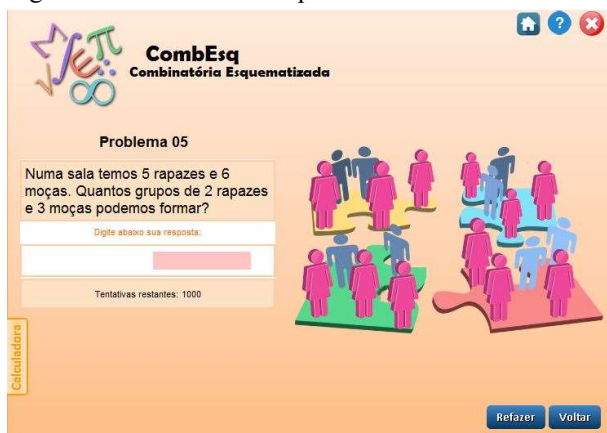 CombEsq
Combinatória Esquematizada
Problema 05
Numa sala temos 5 rapazes e 6
moças. Quantos grupos de 2 rapazes
e 3 moças podemos formar?
Digite abaixo sua resposta:
Tentativas restantes: 1000
Calculadora
Refazer
Voltar